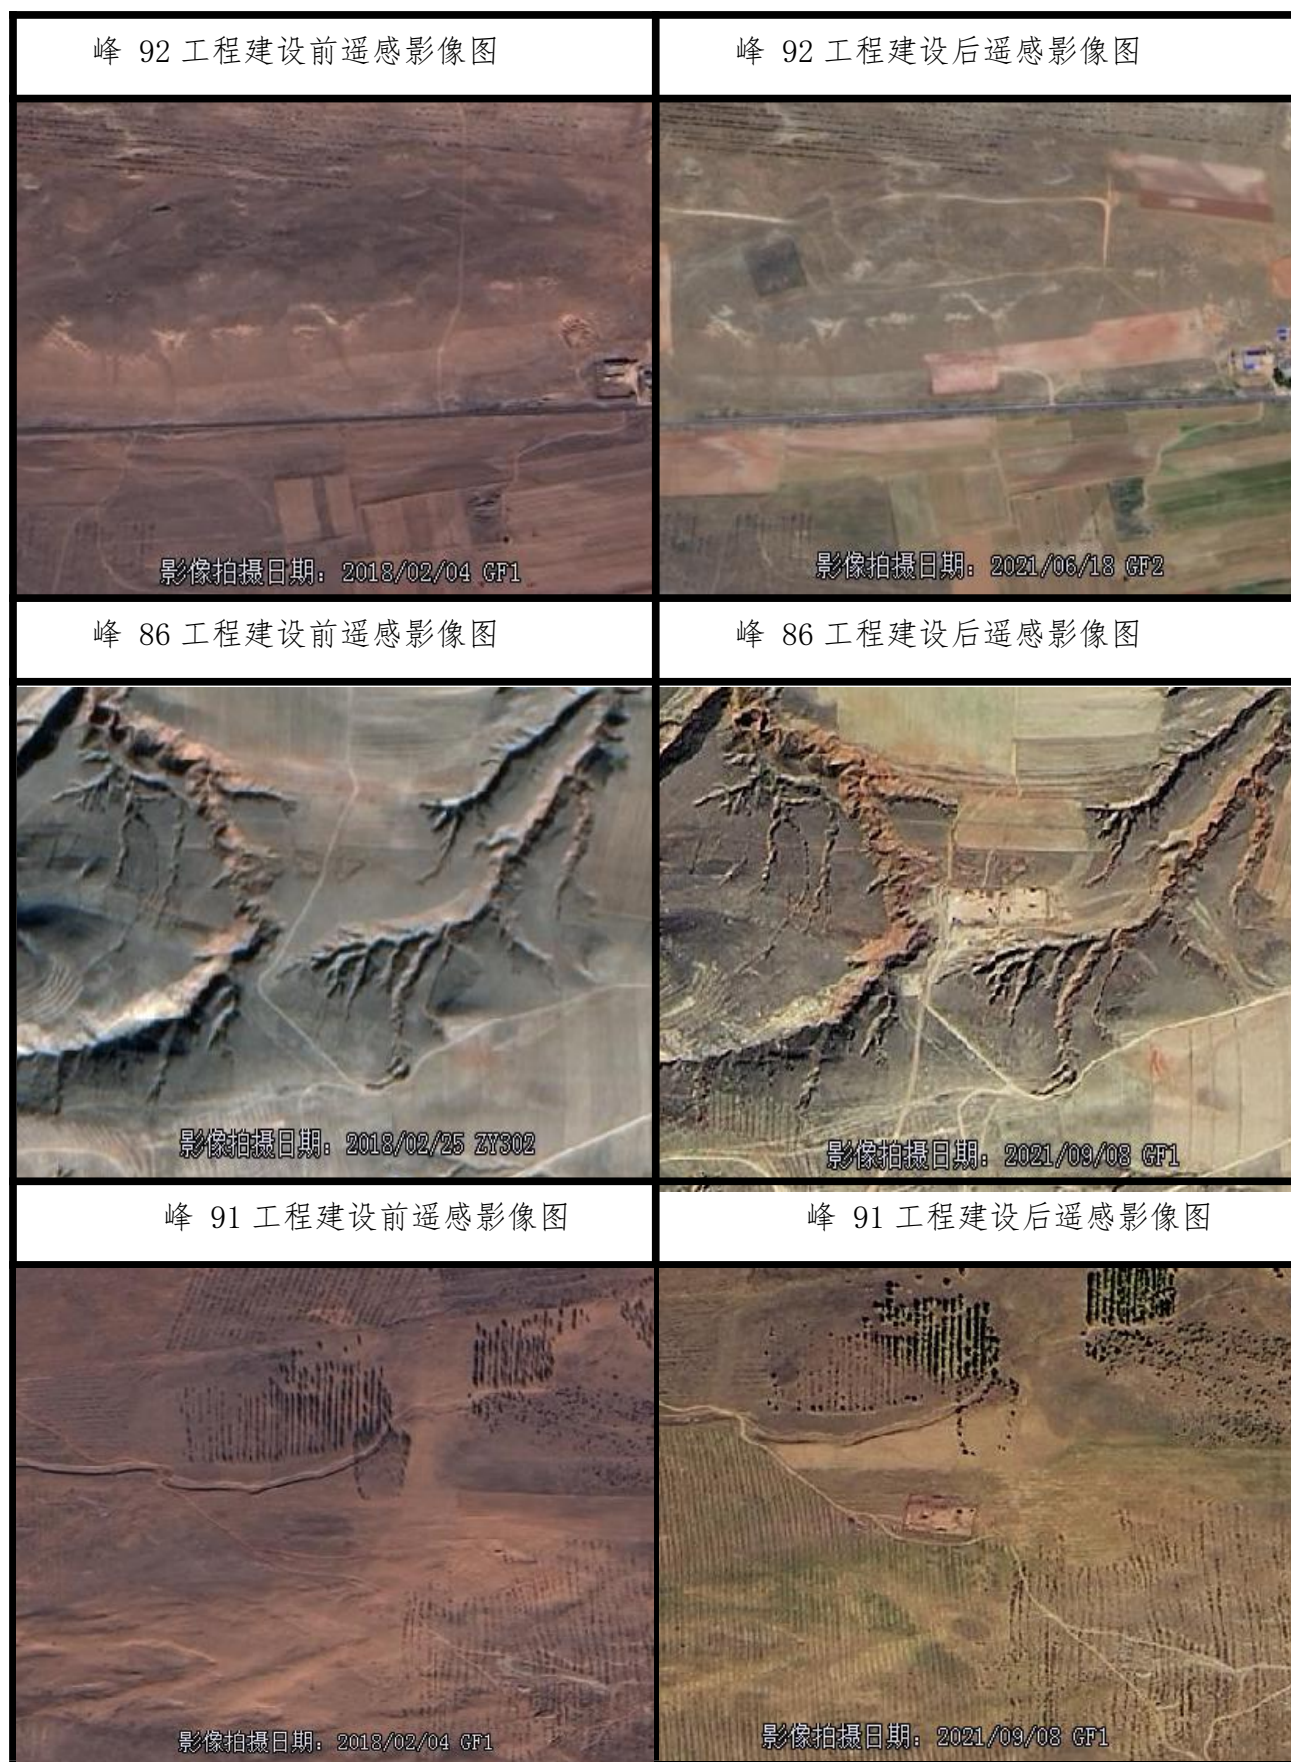 峰 92 工程建设前遥感影像图
峰 92 工程建设后遥感影像图
影像拍摄日期：2018/02/04 GF1
影像拍摄日期：2021/06/18 GF2
峰 86 工程建设前遥感影像图
峰 86 工程建设后遥感影像图
影像拍摄日期：2018/02/25 ZY302
影像拍摄日期：2021/09/08 GF1
峰 91 工程建设前遥感影像图
峰 91 工程建设后遥感影像图
影像拍摄日期：2018/02/04 GF1
影像拍摄日期：2021/09/08 GF1